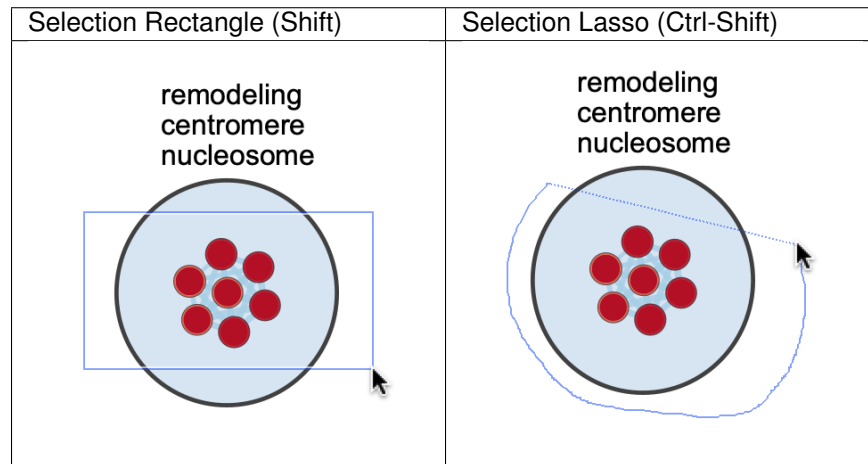 Selection Rectangle (Shift)
Selection Lasso (Ctrl-Shift)
remodeling
centromere
nucleosome
remodeling
centromere
nucleosome